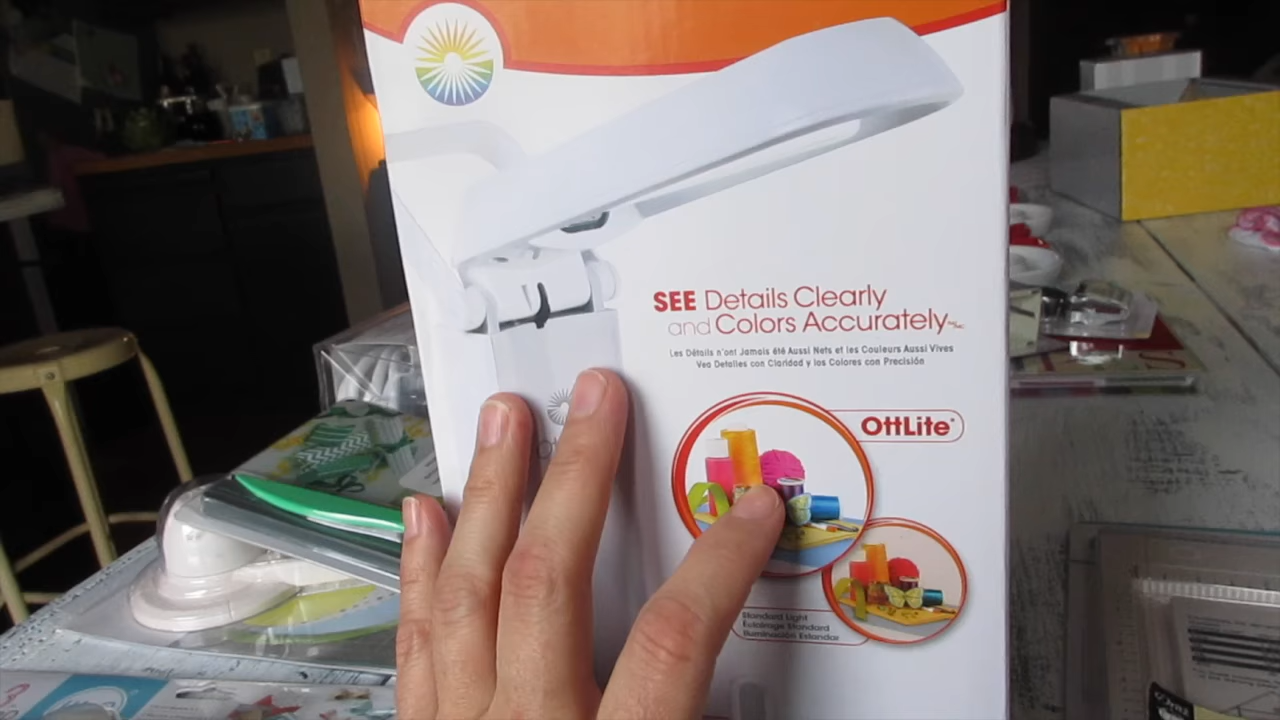 SEE Details Clearly
and Colors Accurately
Les Détails n'ont Jamais été Aussi Nets et les Couleurs Aussi Vives
Vea Detalles con Claridad y los Colores con Precisión
OttLite
Standard Light
Éclairage Standard
Iluminación Estándar